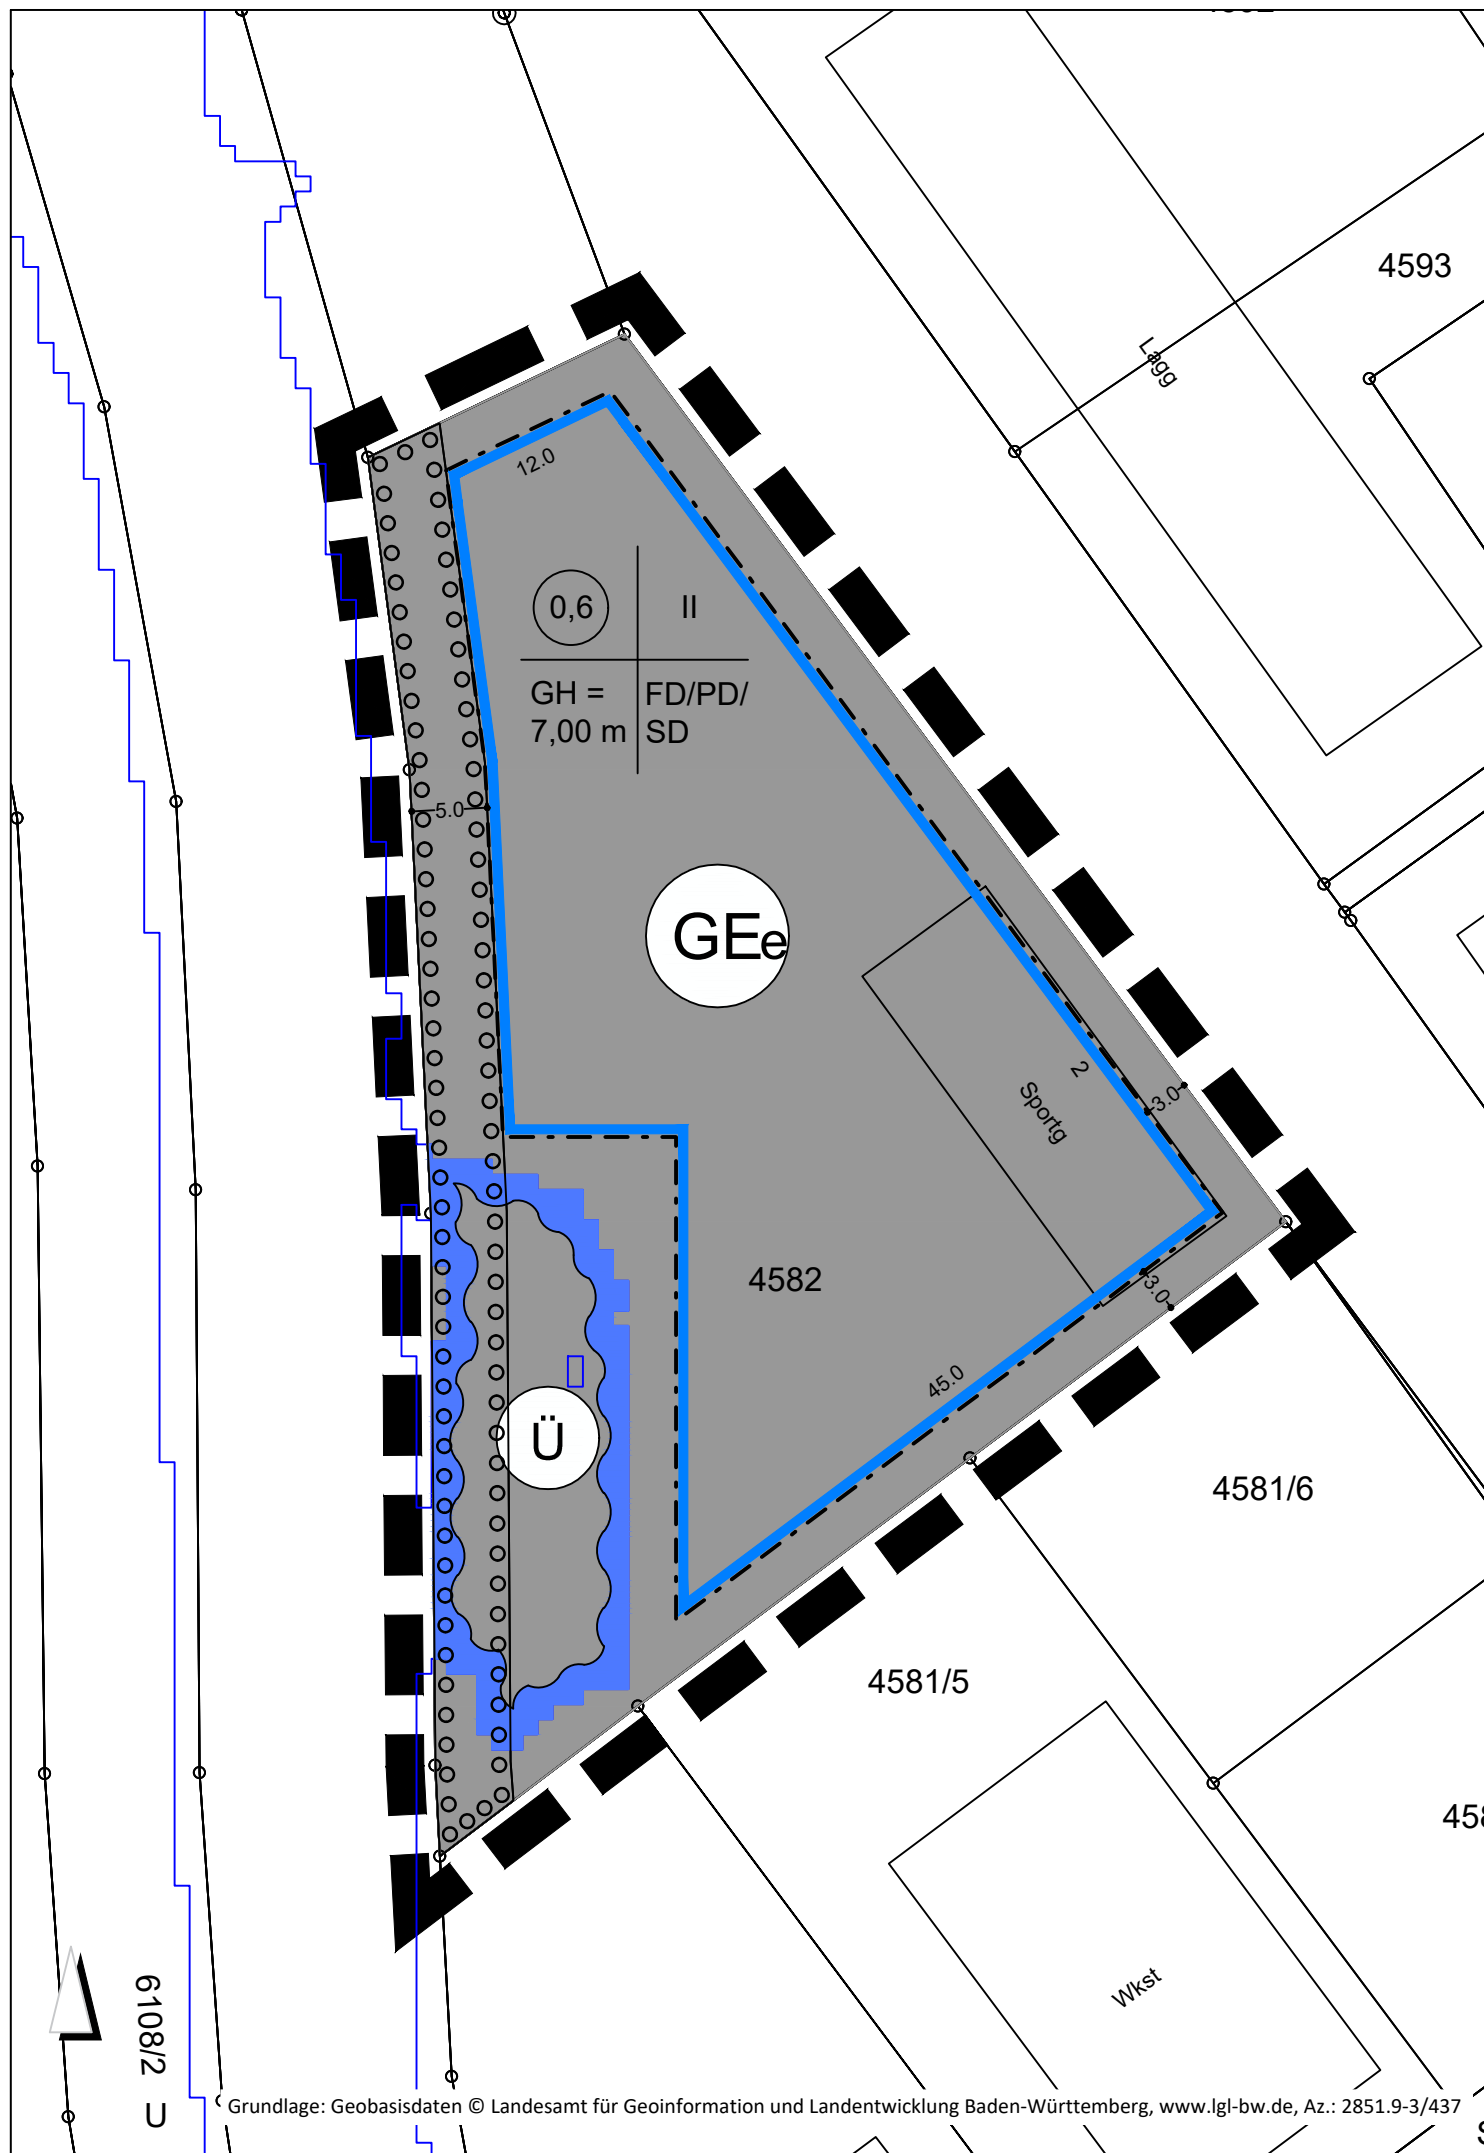 4593
Lagg
12.0
0,6
II
GH =
7,00 m
FD/PD/
SD
5.0
GEe
2
Sportg
3.0
3.0
4582
45.0
Ü
4581/6
4581/5
Wkst
6108/2
Grundlage: Geobasisdaten © Landesamt für Geoinformation und Landentwicklung Baden-Württemberg, www.lgl-bw.de, Az.: 2851.9-3/437